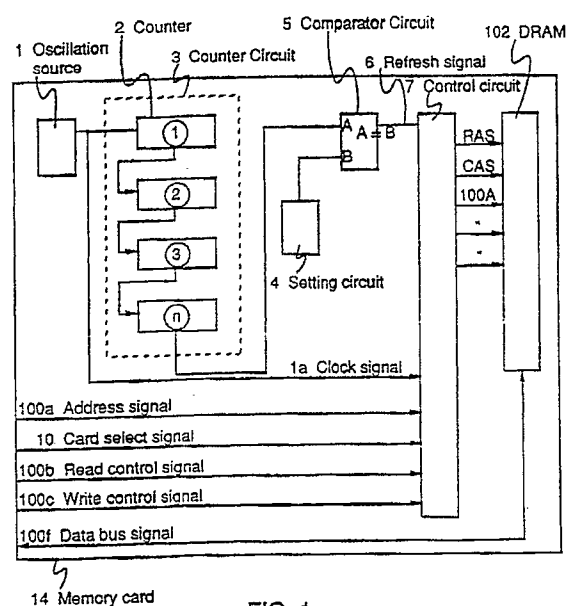 102 DRAM
5 Comparator Circuit
2 Counter
1 Oscillation
source
3 Counter Circuit
6 Refresh signal
7
Control circuit
1
A
A = B
B
RAS
CAS
100A
"
"
2
3
n
4 Setting circuit
1a Clock signal
100a Address signal
10 Card select signal
100b Read control signal
100c Write control signal
100f Data bus signal
14 Memory card